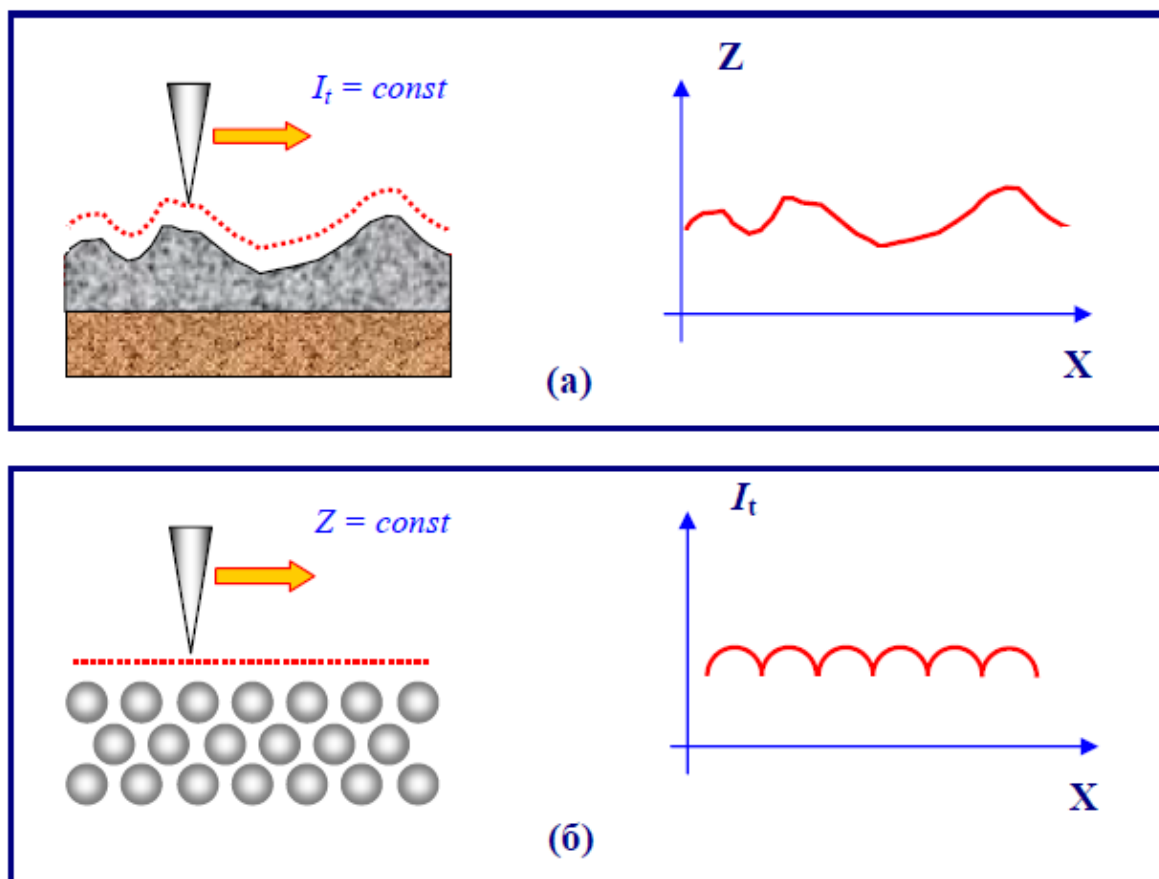 Z
I_t = const
X
(а)
I_t
Z = const
X
(б)